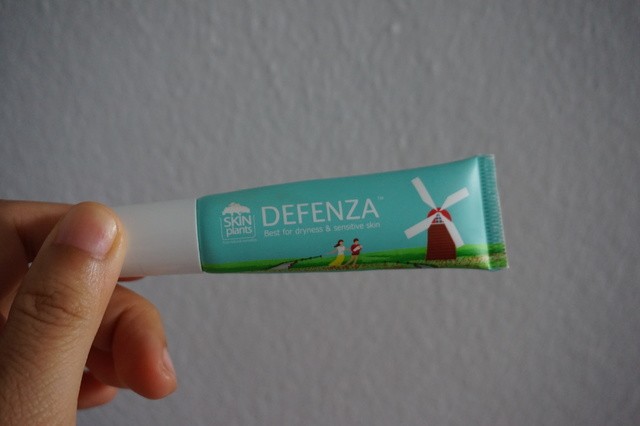 SKIN
plants
DEFENZA™
Best for dryness & sensitive skin